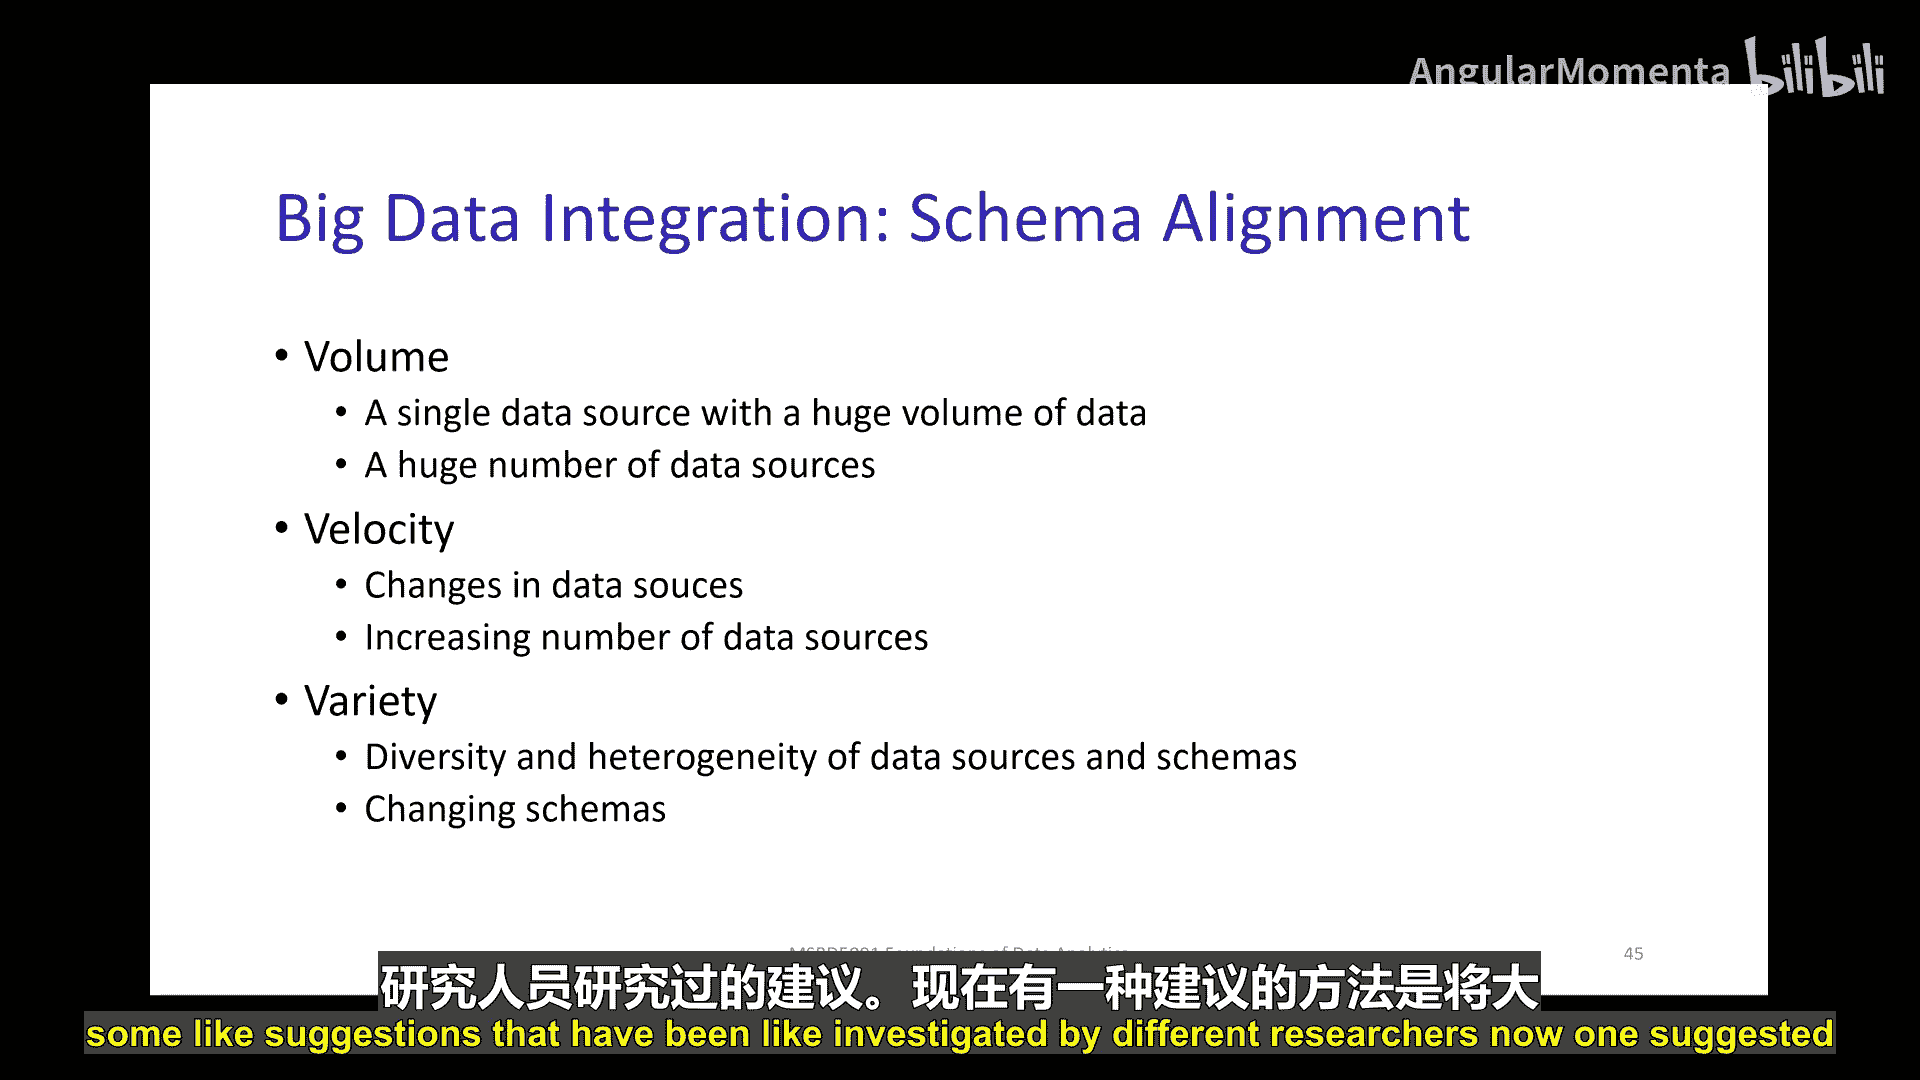 AngularMomenta bilibili
Big Data Integration: Schema Alignment
• Volume
• A single data source with a huge volume of data
• A huge number of data sources
• Velocity
• Changes in data souces
• Increasing number of data sources
• Variety
• Diversity and heterogeneity of data sources and schemas
• Changing schemas
45
研究人员研究过的建议。现在有一种建议的方法是将大
some like suggestions that have been like investigated by different researchers now one suggested